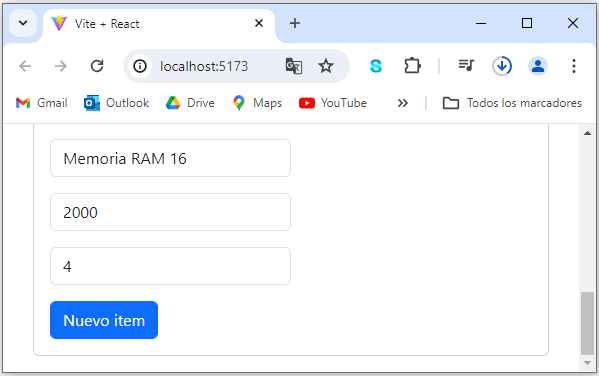 Vite + React
localhost:5173
Gmail Outlook Drive Maps YouTube » Todos los marcadores
Memoria RAM 16
2000
4
Nuevo item